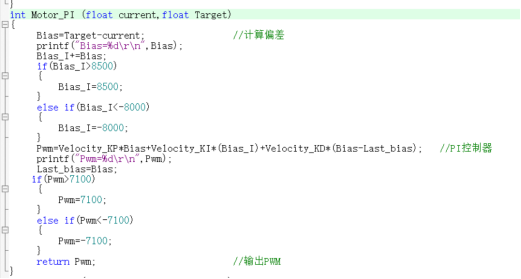 }
int Motor_PI (float current,float Target)
{
Bias=Target-current; //计算偏差
printf("Bias=%d\r\n",Bias);
Bias_I+=Bias;
if(Bias_I>8500)
{
Bias_I=8500;
}
else if(Bias_I<-8000)
{
Bias_I=-8000;
}
Pwm=Velocity_KP*Bias+Velocity_KI*(Bias_I)+Velocity_KD*(Bias-Last_bias); //PI控制器
printf("Pwm=%d\r\n",Pwm);
Last_bias=Bias;
if(Pwm>7100)
{
Pwm=7100;
}
else if(Pwm<-7100)
{
Pwm=-7100;
}
return Pwm; //输出PWM
}